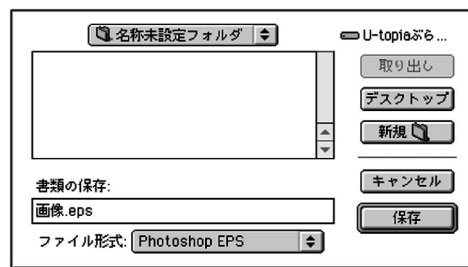 名称未設定フォルダ
U-topiaぷら...
取り出し
デスクトップ
新規
キャンセル
書類の保存:
画像.eps
保存
ファイル形式: Photoshop EPS